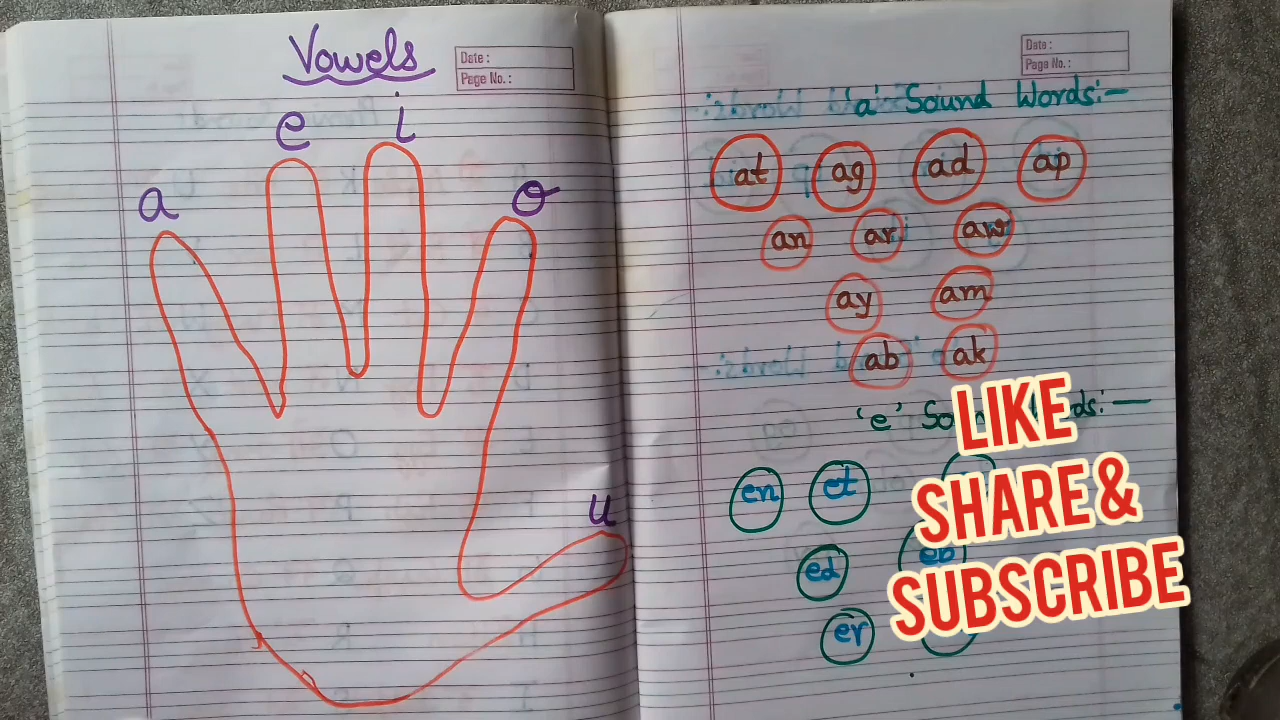 Vowels
Date :
Page No. :
a e i o u
Date :
Page No. :
'a' Sound Words:-
at ag ad ap
an ar aw
ay am
ab ak
'e' Words:-
en et
ed
er
LIKE
SHARE &
SUBSCRIBE